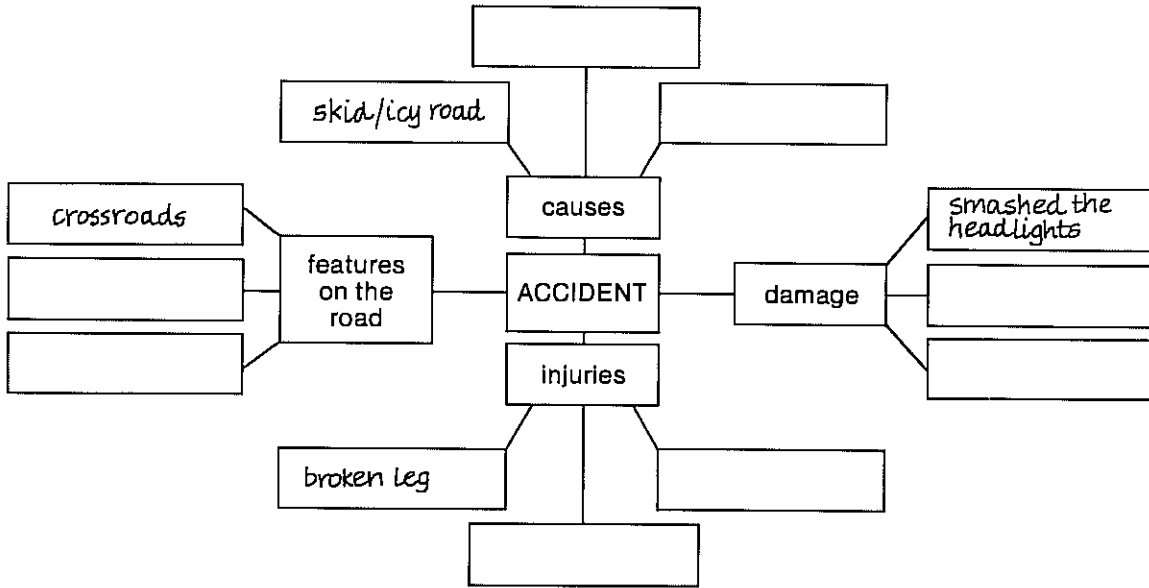 skid/icy road
causes
crossroads
features
on the
road
ACCIDENT
damage
smashed the
headlights
injuries
broken leg